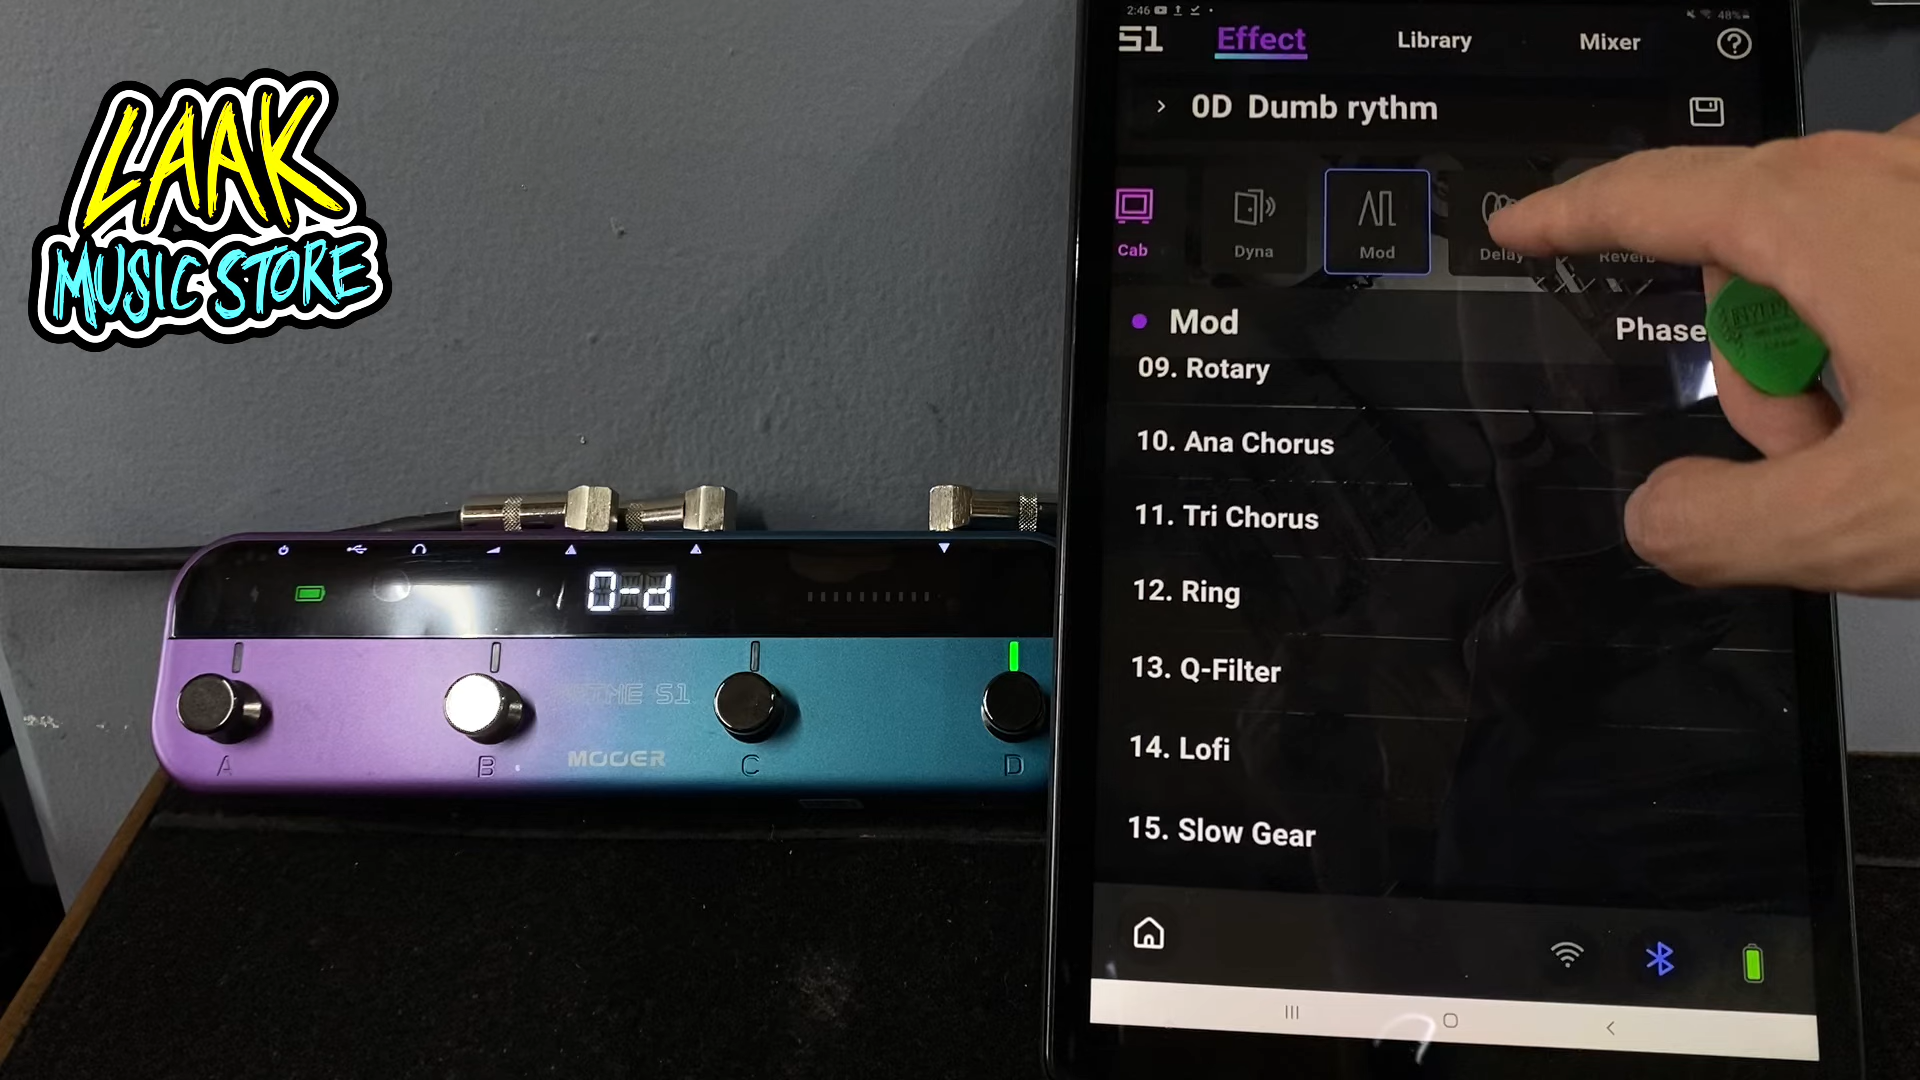 LAAK
MUSIC STORE
2:46
48%
S1
Effect
Library
Mixer
0D Dumb rythm
Cab
Dyna
Mod
Delay
Reverb
Mod
Phase
09. Rotary
10. Ana Chorus
11. Tri Chorus
12. Ring
13. Q-Filter
14. Lofi
15. Slow Gear
0-d
S1
MOOER
A
B
C
D